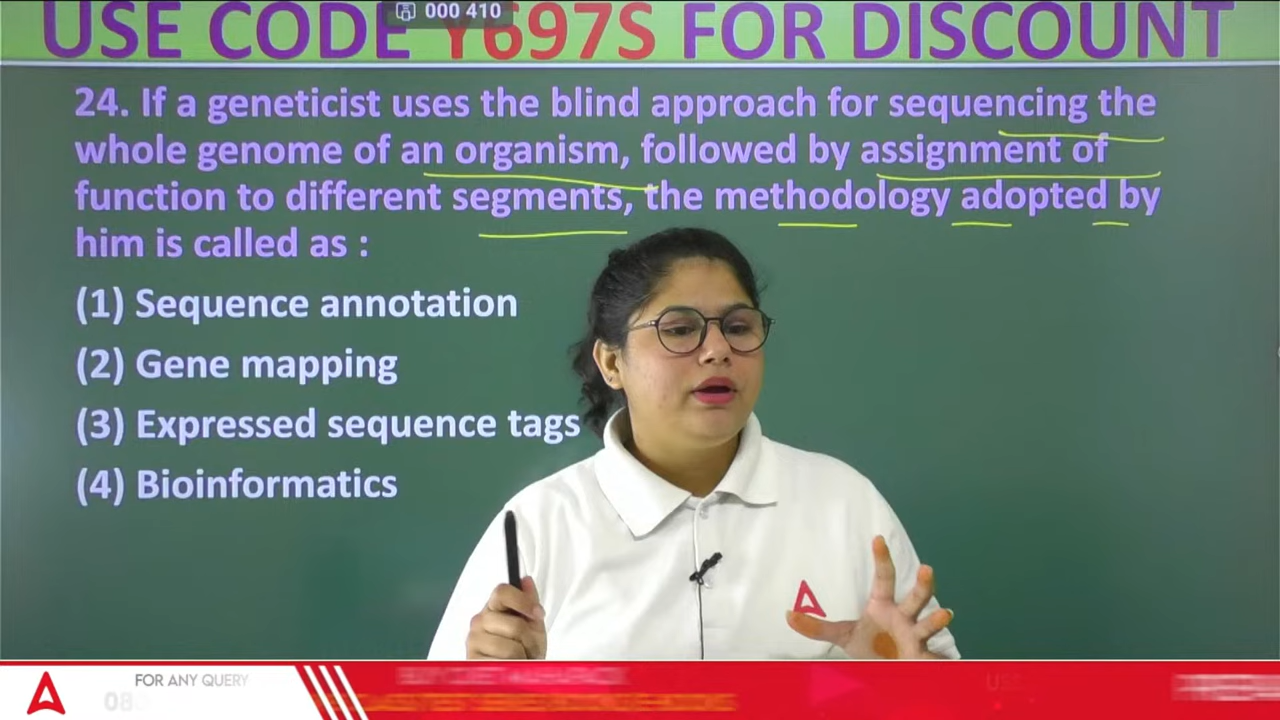 USE CODE Y697S FOR DISCOUNT
000 410
24. If a geneticist uses the blind approach for sequencing the
whole genome of an organism, followed by assignment of
function to different segments, the methodology adopted by
him is called as :
(1) Sequence annotation
(2) Gene mapping
(3) Expressed sequence tags
(4) Bioinformatics
FOR ANY QUERY